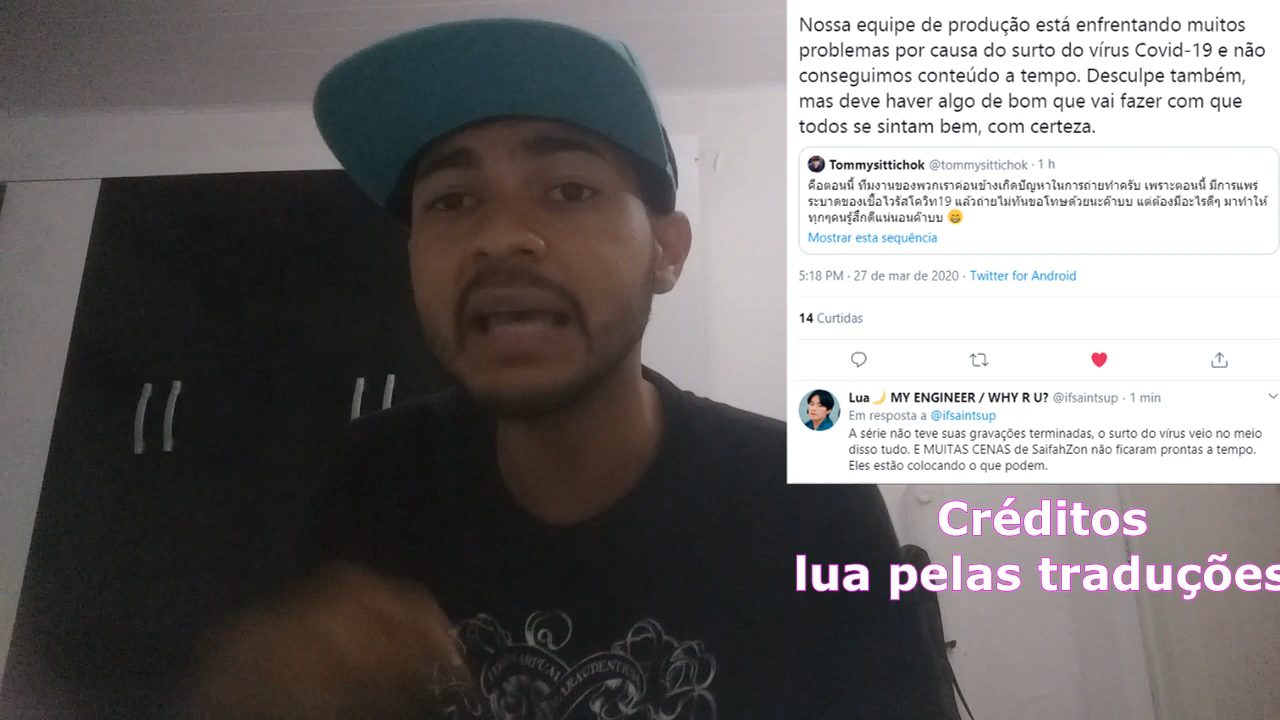 Nossa equipe de produção está enfrentando muitos
problemas por causa do surto do vírus Covid-19 e não
conseguimos conteúdo a tempo. Desculpe também,
mas deve haver algo de bom que vai fazer com que
todos se sintam bem, com certeza.
Tommysittichok @tommysittichok · 1 h
คือตอนนี้ ทีมงานของพวกเราค่อนข้างเกิดปัญหาในการถ่ายทำครับ เพราะตอนนี้ มีการแพร่
ระบาดของเชื้อไวรัสโควิท19 แล้วถ่ายไม่ทันขอโทษด้วยนะค้าบบ แต่ต้องมีอะไรดีๆ มาทำให้
ทุกๆคนรู้สึกดีแน่นอนค้าบบ 😁
Mostrar esta sequência
5:18 PM · 27 de mar de 2020 · Twitter for Android
14 Curtidas
Lua 🌙 MY ENGINEER / WHY R U? @ifsaintsup · 1 min
Em resposta a @ifsaintsup
A série não teve suas gravações terminadas, o surto do vírus veio no meio
disso tudo. E MUITAS CENAS de SaifahZon não ficaram prontas a tempo.
Eles estão colocando o que podem.
Créditos
lua pelas traduções